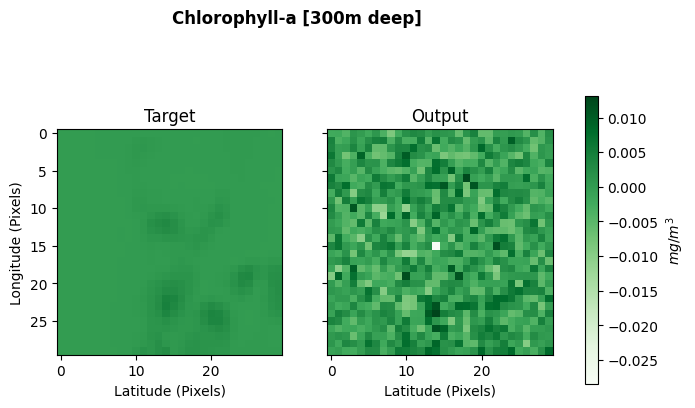 Chlorophyll-a [300m deep]
Target
Output
0
5
10
15
20
25
0
10
20
0
10
20
Longitude (Pixels)
Latitude (Pixels)
Latitude (Pixels)
0.010
0.005
0.000
−0.005
−0.010
−0.015
−0.020
−0.025
mg/m³